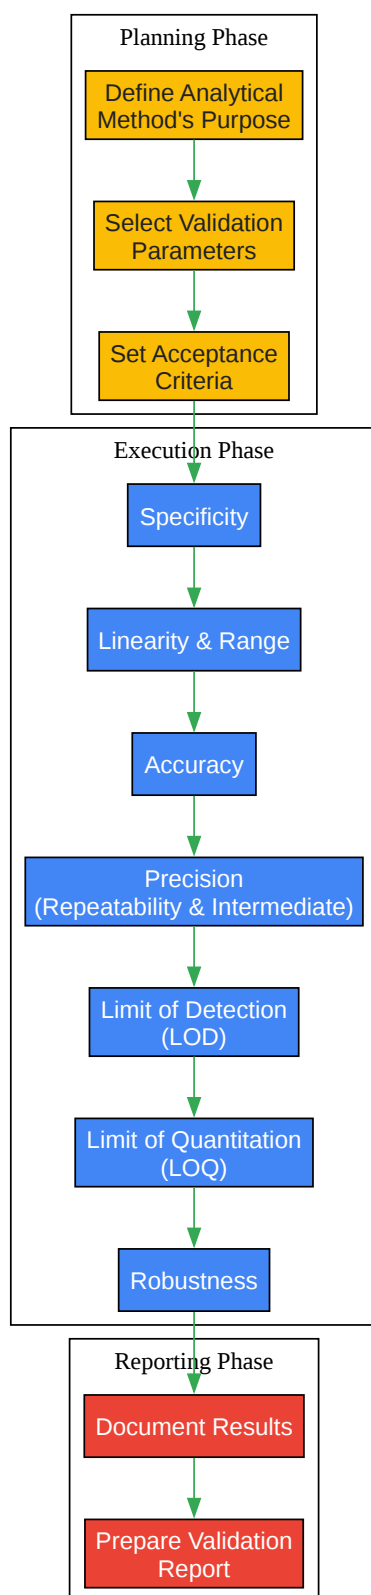 Planning Phase
Define Analytical
Method's Purpose
Select Validation
Parameters
Set Acceptance
Criteria
Execution Phase
Specificity
Linearity & Range
Accuracy
Precision
(Repeatability & Intermediate)
Limit of Detection
(LOD)
Limit of Quantitation
(LOQ)
Robustness
Reporting Phase
Document Results
Prepare Validation
Report